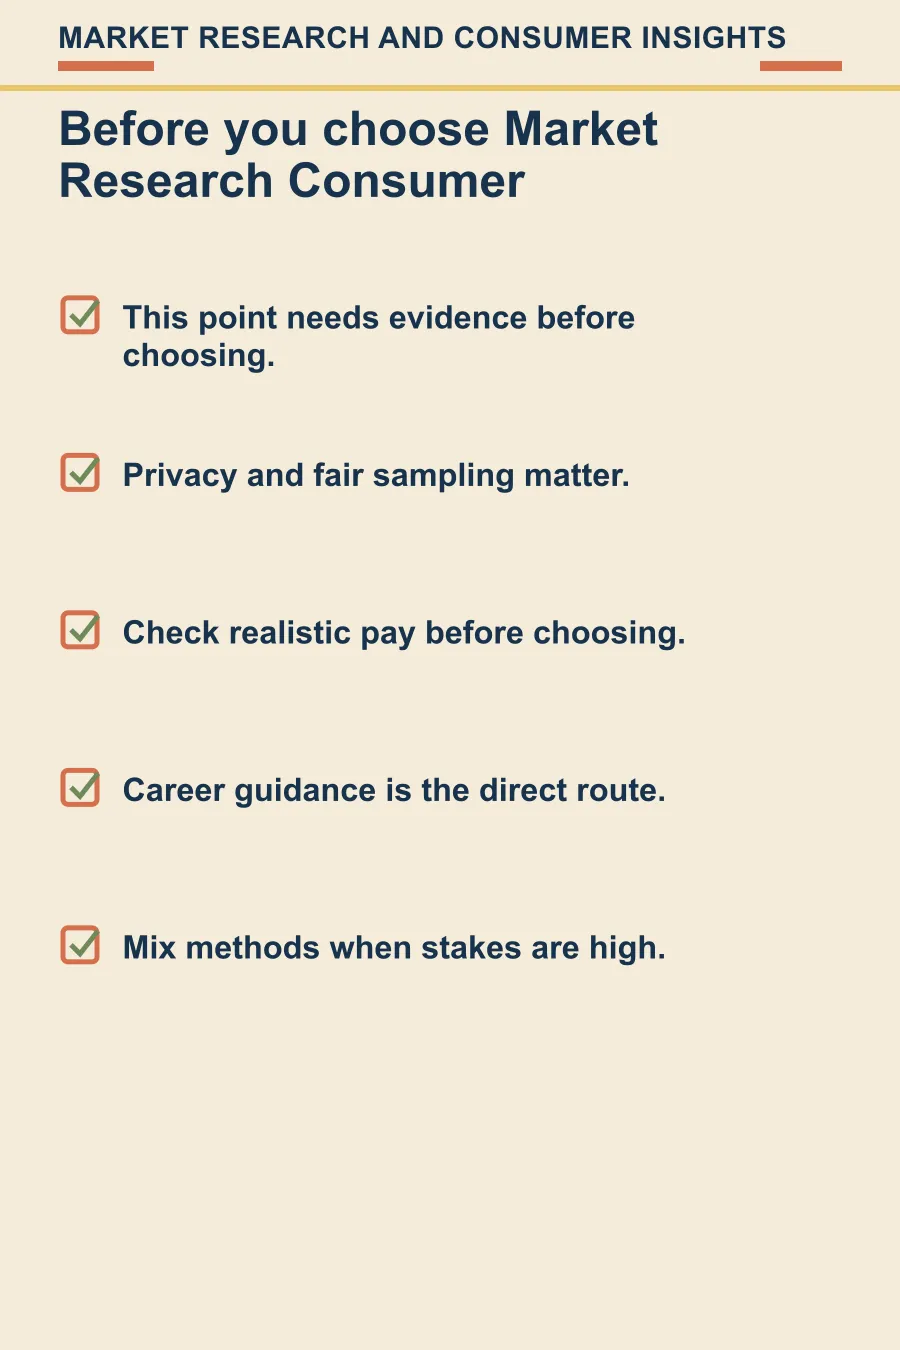 MARKET RESEARCH AND CONSUMER INSIGHTS
Before you choose Market
Research Consumer
This point needs evidence before
choosing.
Privacy and fair sampling matter.
Check realistic pay before choosing.
Career guidance is the direct route.
Mix methods when stakes are high.